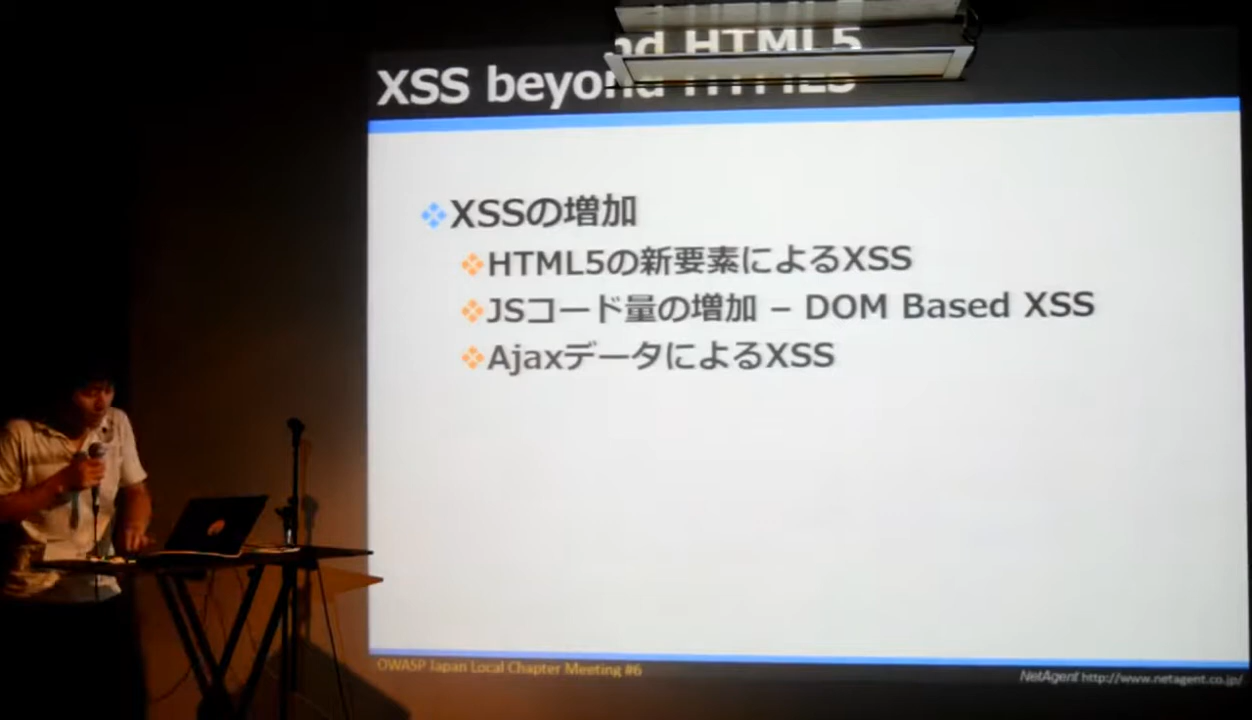 XSS beyond HTML5
XSSの増加
HTML5の新要素によるXSS
JSコード量の増加 – DOM Based XSS
AjaxデータによるXSS
OWASP Japan Local Chapter Meeting #6
NetAgent http://www.netagent.co.jp/